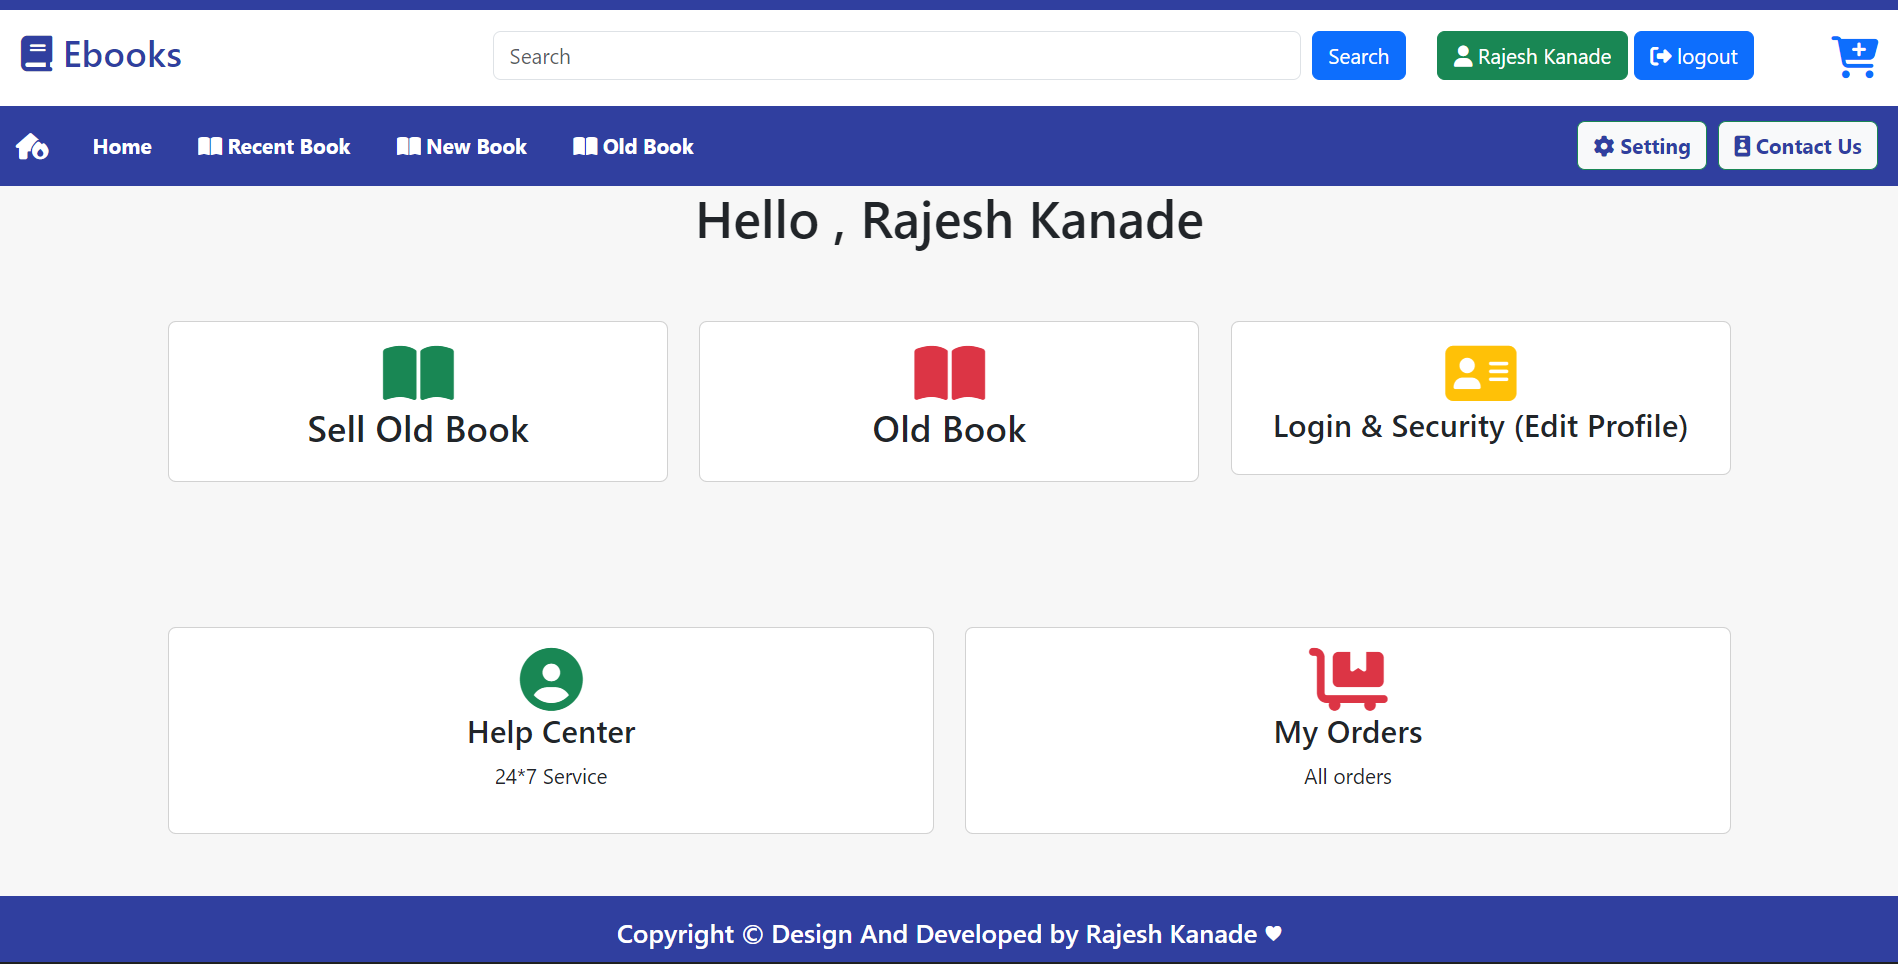 Ebooks
Search
Search
Rajesh Kanade
logout
Home
Recent Book
New Book
Old Book
Setting
Contact Us
Hello , Rajesh Kanade
Sell Old Book
Old Book
Login & Security (Edit Profile)
Help Center
24*7 Service
My Orders
All orders
Copyright © Design And Developed by Rajesh Kanade ♥